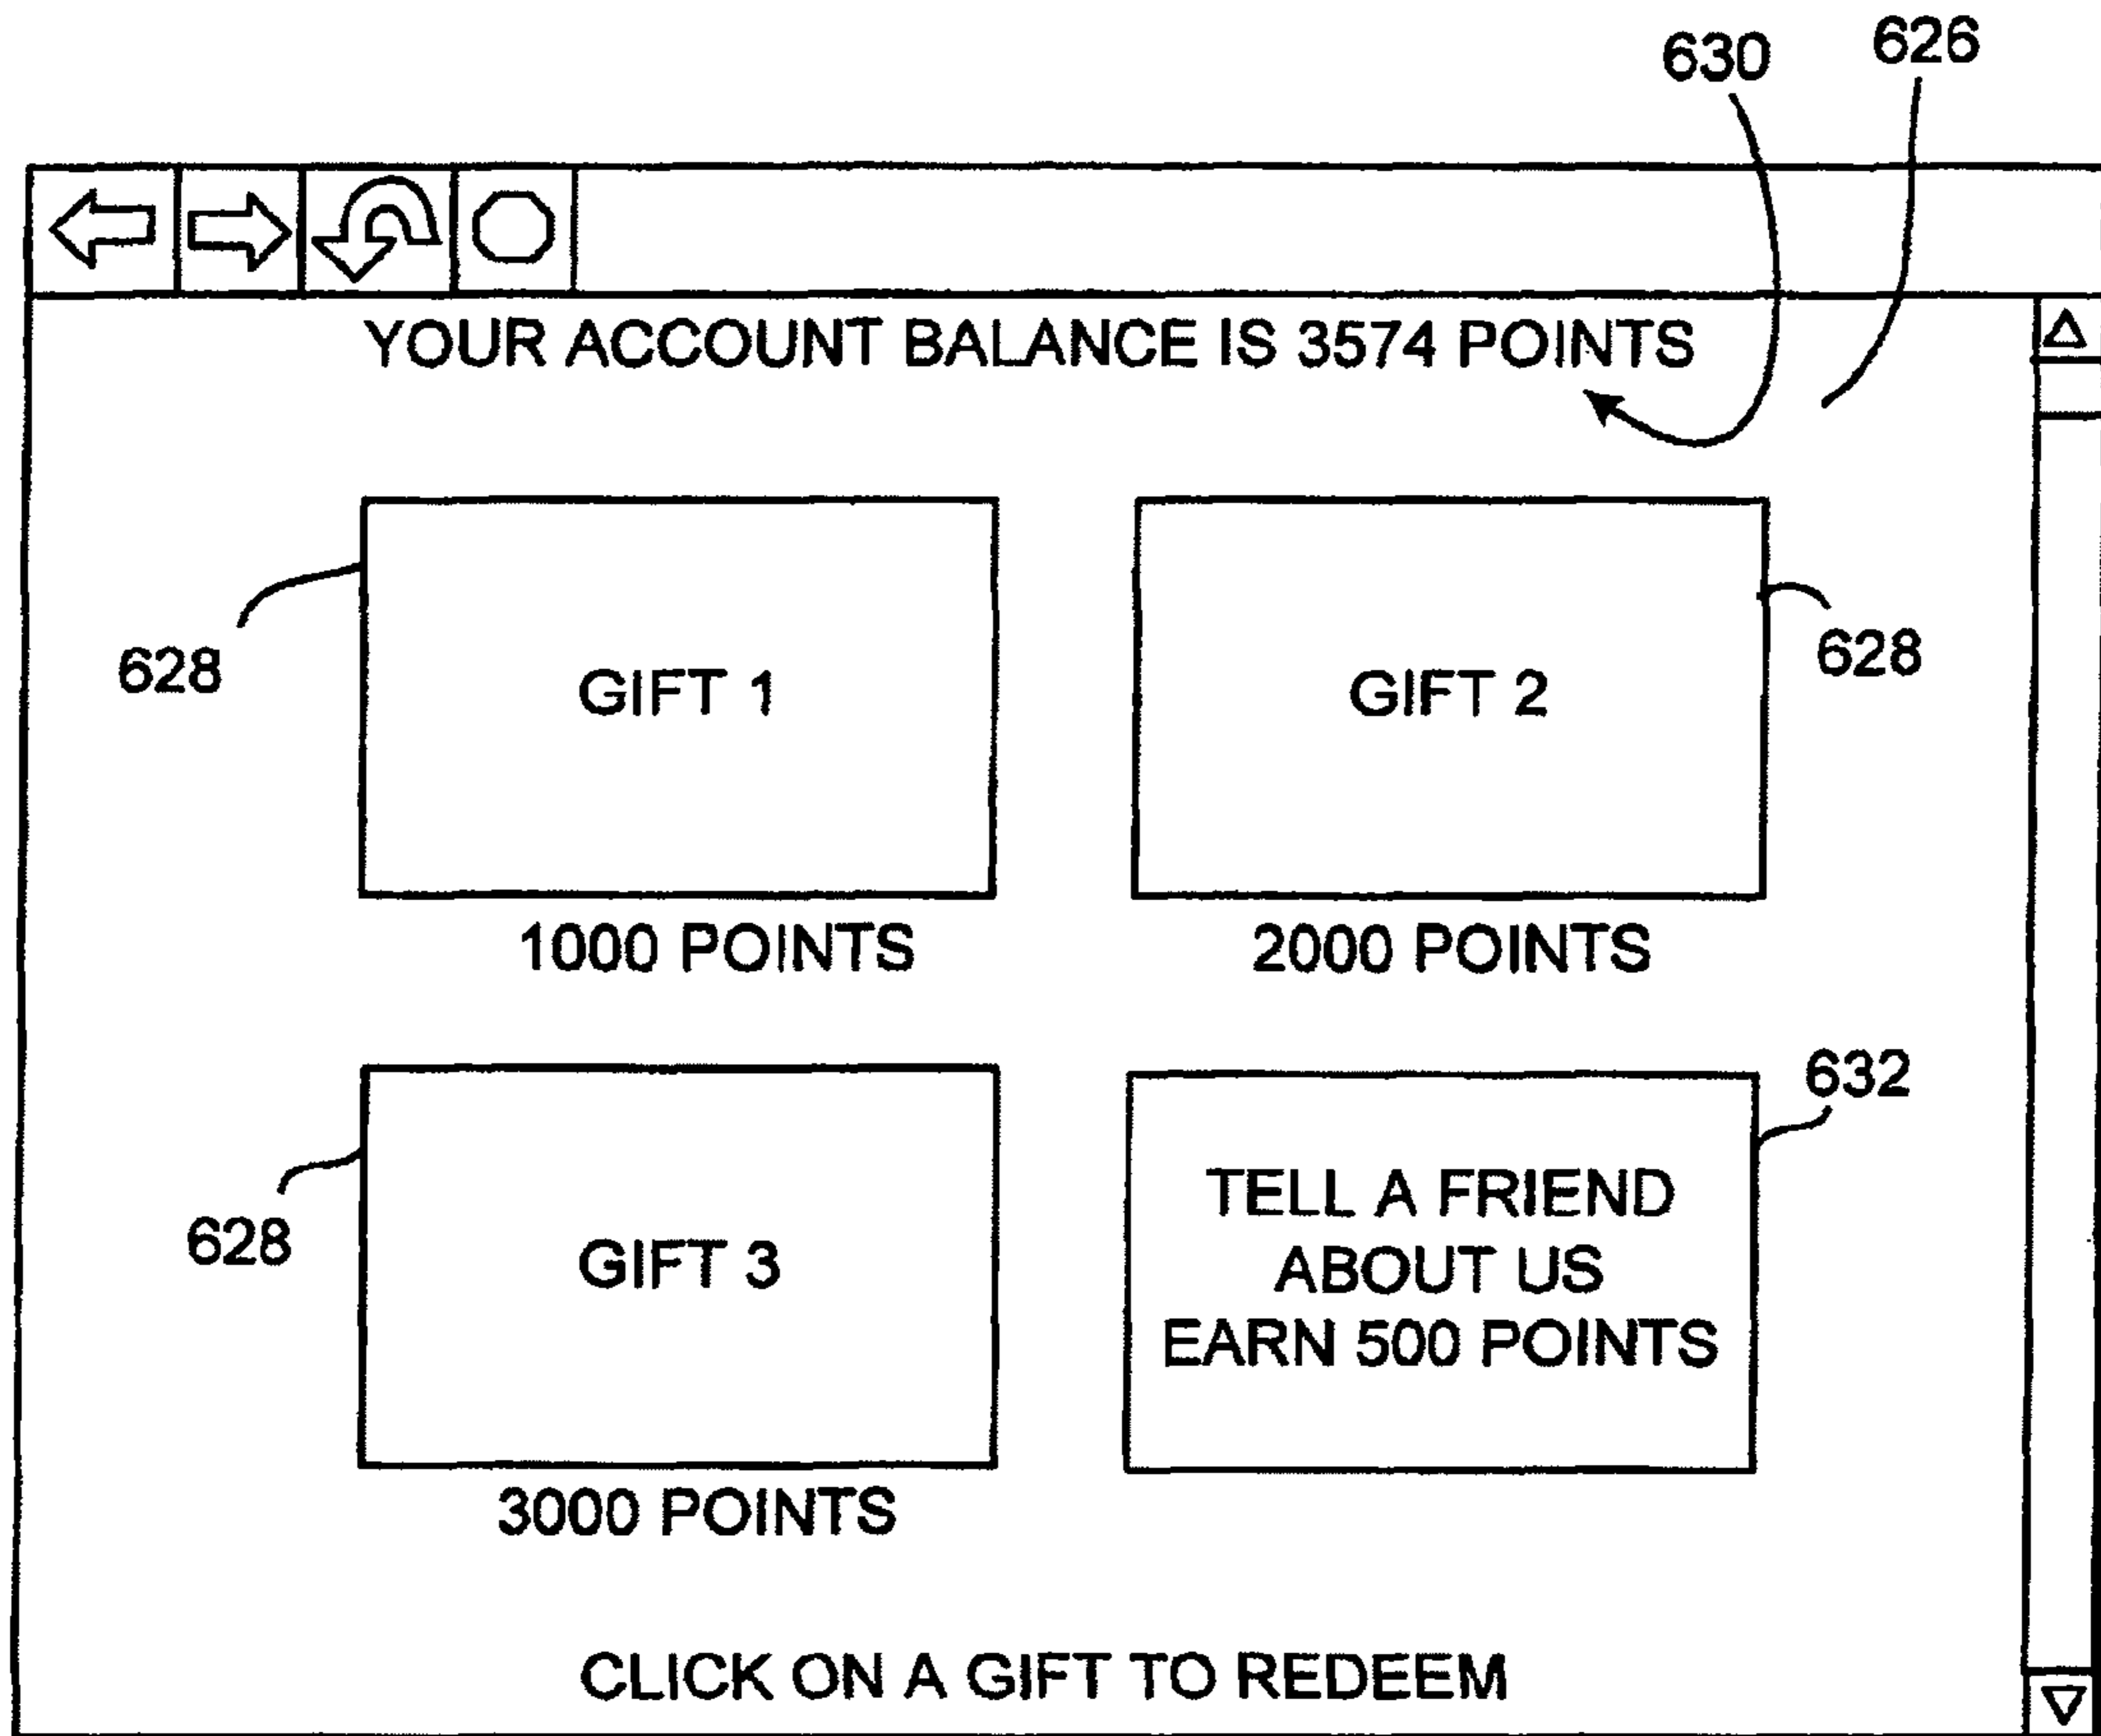 630 626
YOUR ACCOUNT BALANCE IS 3574 POINTS
628
GIFT 1
GIFT 2
628
1000 POINTS
2000 POINTS
628
GIFT 3
632
TELL A FRIEND
ABOUT US
EARN 500 POINTS
3000 POINTS
CLICK ON A GIFT TO REDEEM